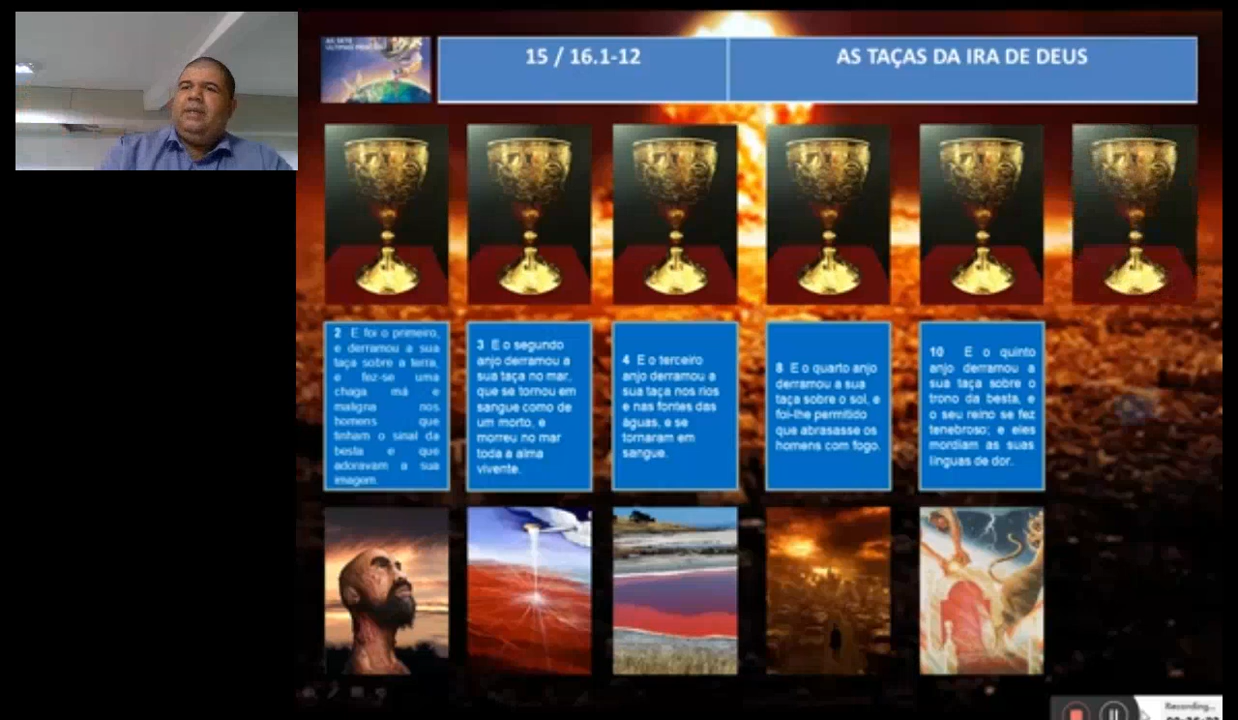 AS SETE
ÚLTIMAS PRAGAS
15 / 16.1-12
AS TAÇAS DA IRA DE DEUS
2 E foi o primeiro,
e derramou a sua
taça sobre a terra,
e fez-se uma
chaga má e
maligna nos
homens que
tinham o sinal da
besta e que
adoravam a sua
imagem.
3 E o segundo
anjo derramou a
sua taça no mar,
que se tornou em
sangue como de
um morto, e
morreu no mar
toda a alma
vivente.
4 E o terceiro
anjo derramou a
sua taça nos rios
e nas fontes das
águas, e se
tornaram em
sangue.
8 E o quarto anjo
derramou a sua
taça sobre o sol, e
foi-lhe permitido
que abrasasse os
homens com fogo.
10 E o quinto
anjo derramou a
sua taça sobre o
trono da besta, e
o seu reino se fez
tenebroso; e eles
mordiam as suas
línguas de dor.
Recording...